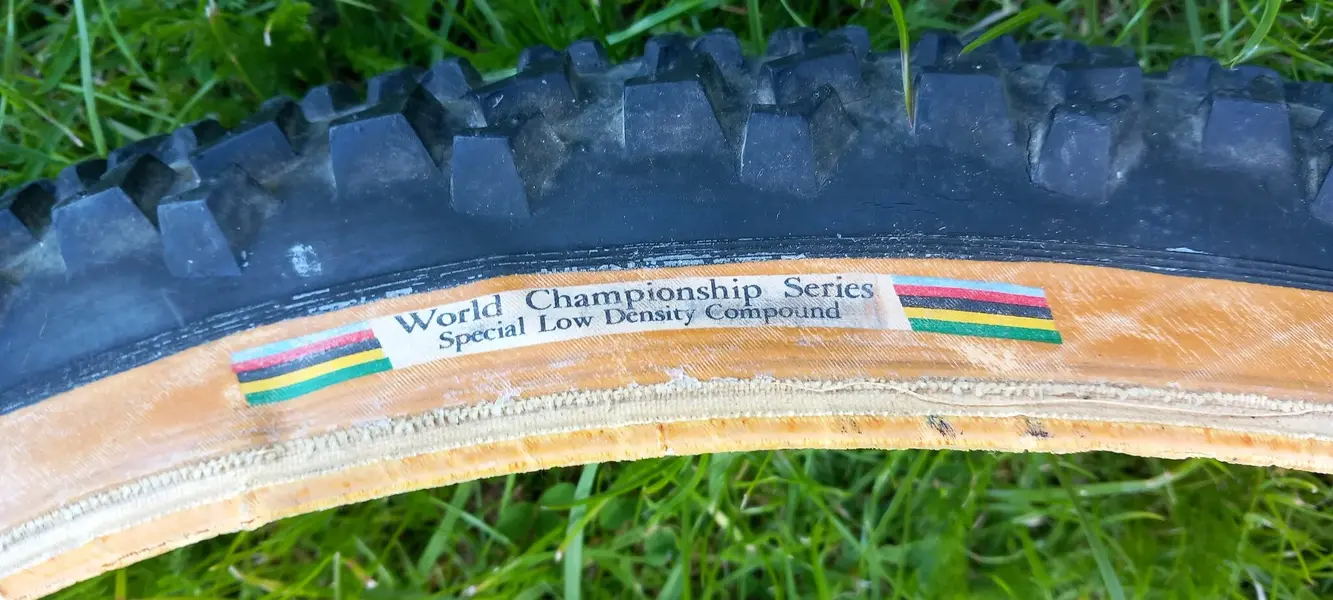 World Championship Series
Special Low Density Compound